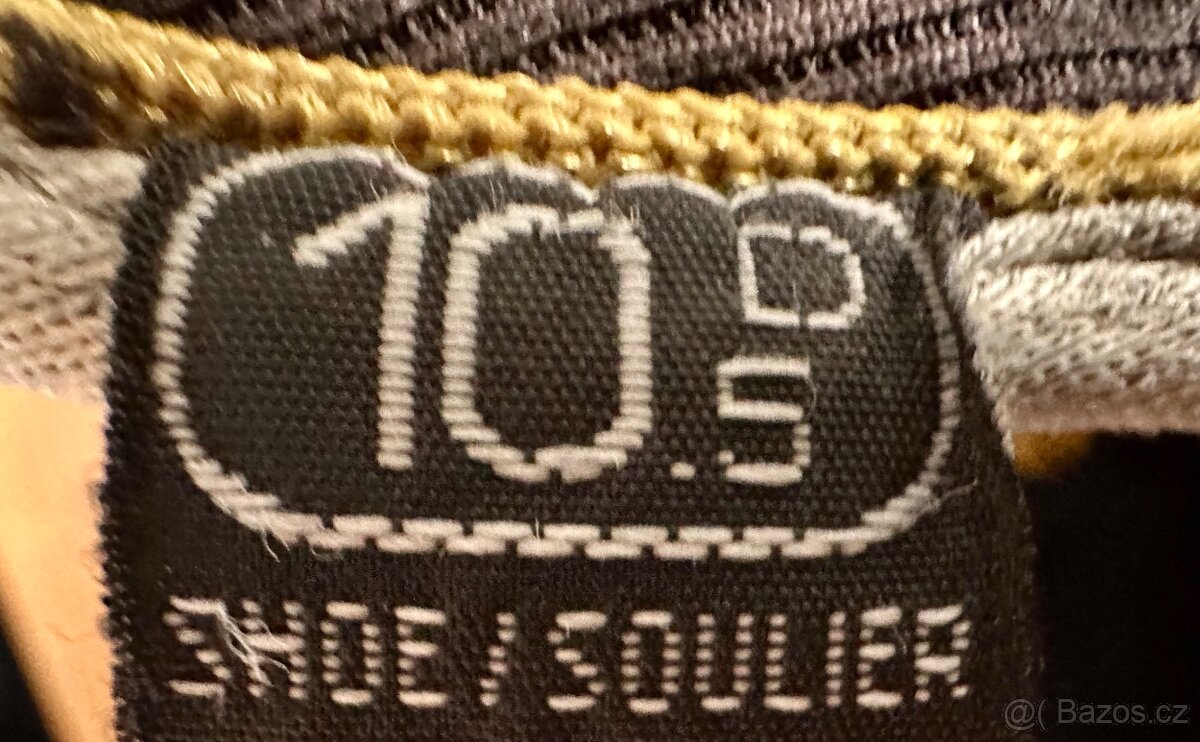 10.5 D
SHOE / SOULIER
@( Bazos.cz